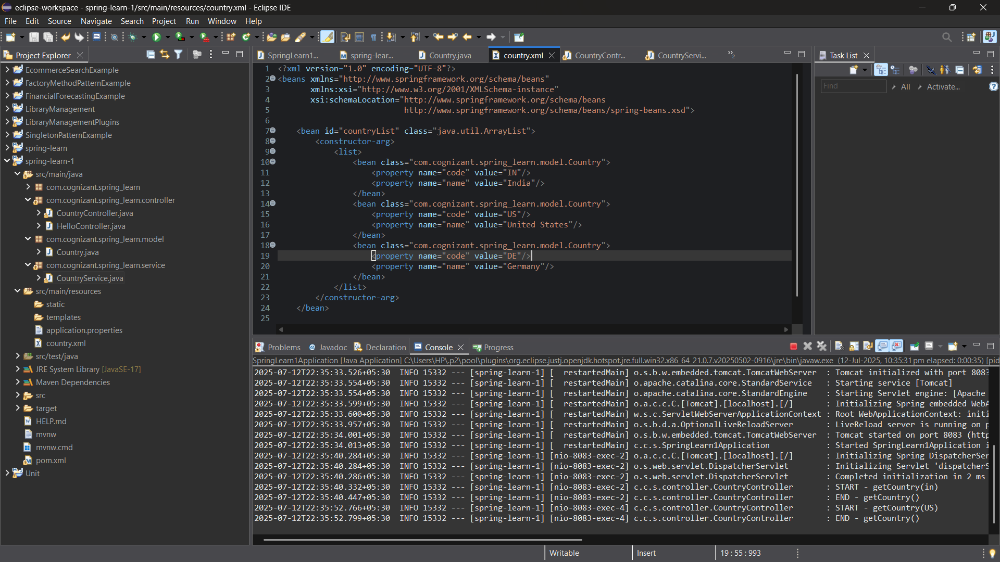 eclipse-workspace - spring-learn-1/src/main/resources/country.xml - Eclipse IDE
File Edit Source Navigate Search Project Run Window Help
Project Explorer
EcommerceSearchExample
FactoryMethodPatternExample
FinancialForecastingExample
LibraryManagement
LibraryManagementPlugins
SingletonPatternExample
spring-learn
spring-learn-1
src/main/java
com.cognizant.spring_learn
com.cognizant.spring_learn.controller
CountryController.java
HelloController.java
com.cognizant.spring_learn.model
Country.java
com.cognizant.spring_learn.service
CountryService.java
src/main/resources
static
templates
application.properties
country.xml
src/test/java
JRE System Library [JavaSE-17]
Maven Dependencies
src
target
HELP.md
mvnw
mvnw.cmd
pom.xml
Unit
SpringLearn1... spring-lear... Country.java country.xml CountryContr... CountryServi... »2
1 <?xml version="1.0" encoding="UTF-8"?>
2 <beans xmlns="http://www.springframework.org/schema/beans"
3 xmlns:xsi="http://www.w3.org/2001/XMLSchema-instance"
4 xsi:schemaLocation="http://www.springframework.org/schema/beans
5 http://www.springframework.org/schema/beans/spring-beans.xsd">
6
7 <bean id="countryList" class="java.util.ArrayList">
8 <constructor-arg>
9 <list>
10 <bean class="com.cognizant.spring_learn.model.Country">
11 <property name="code" value="IN"/>
12 <property name="name" value="India"/>
13 </bean>
14 <bean class="com.cognizant.spring_learn.model.Country">
15 <property name="code" value="US"/>
16 <property name="name" value="United States"/>
17 </bean>
18 <bean class="com.cognizant.spring_learn.model.Country">
19 <property name="code" value="DE"/>
20 <property name="name" value="Germany"/>
21 </bean>
22 </list>
23 </constructor-arg>
24 </bean>
25
Task List
Find All Activate...
Problems Javadoc Declaration Console Progress
SpringLearn1Application [Java Application] C:\Users\HP\.p2\pool\plugins\org.eclipse.justj.openjdk.hotspot.jre.full.win32.x86_64_21.0.7.v20250502-0916\jre\bin\javaw.exe (12-Jul-2025, 10:35:31 pm elapsed: 0:00:35) [pid
2025-07-12T22:35:33.526+05:30 INFO 15332 --- [spring-learn-1] [ restartedMain] o.s.b.w.embedded.tomcat.TomcatWebServer : Tomcat initialized with port 8083
2025-07-12T22:35:33.554+05:30 INFO 15332 --- [spring-learn-1] [ restartedMain] o.apache.catalina.core.StandardService : Starting service [Tomcat]
2025-07-12T22:35:33.554+05:30 INFO 15332 --- [spring-learn-1] [ restartedMain] o.apache.catalina.core.StandardEngine : Starting Servlet engine: [Apache
2025-07-12T22:35:33.599+05:30 INFO 15332 --- [spring-learn-1] [ restartedMain] o.a.c.c.C.[Tomcat].[localhost].[/] : Initializing Spring embedded WebA
2025-07-12T22:35:33.600+05:30 INFO 15332 --- [spring-learn-1] [ restartedMain] w.s.c.ServletWebServerApplicationContext : Root WebApplicationContext: initi
2025-07-12T22:35:33.957+05:30 INFO 15332 --- [spring-learn-1] [ restartedMain] o.s.b.d.a.OptionalLiveReloadServer : LiveReload server is running on p
2025-07-12T22:35:34.001+05:30 INFO 15332 --- [spring-learn-1] [ restartedMain] o.s.b.w.embedded.tomcat.TomcatWebServer : Tomcat started on port 8083 (http
2025-07-12T22:35:34.013+05:30 INFO 15332 --- [spring-learn-1] [ restartedMain] c.c.s.SpringLearn1Application : Started SpringLearn1Application i
2025-07-12T22:35:40.284+05:30 INFO 15332 --- [spring-learn-1] [nio-8083-exec-2] o.a.c.c.C.[Tomcat].[localhost].[/] : Initializing Spring DispatcherSer
2025-07-12T22:35:40.284+05:30 INFO 15332 --- [spring-learn-1] [nio-8083-exec-2] o.s.web.servlet.DispatcherServlet : Initializing Servlet 'dispatcherS
2025-07-12T22:35:40.286+05:30 INFO 15332 --- [spring-learn-1] [nio-8083-exec-2] o.s.web.servlet.DispatcherServlet : Completed initialization in 2 ms
2025-07-12T22:35:40.332+05:30 INFO 15332 --- [spring-learn-1] [nio-8083-exec-2] c.c.s.controller.CountryController : START - getCountry(in)
2025-07-12T22:35:40.447+05:30 INFO 15332 --- [spring-learn-1] [nio-8083-exec-2] c.c.s.controller.CountryController : END - getCountry()
2025-07-12T22:35:52.766+05:30 INFO 15332 --- [spring-learn-1] [nio-8083-exec-4] c.c.s.controller.CountryController : START - getCountry(US)
2025-07-12T22:35:52.799+05:30 INFO 15332 --- [spring-learn-1] [nio-8083-exec-4] c.c.s.controller.CountryController : END - getCountry()
Writable Insert 19 : 55 : 993